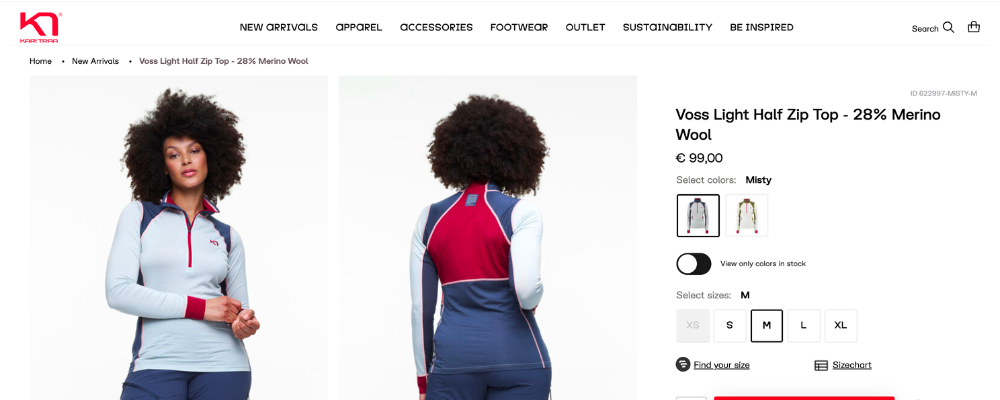 KARI TRAA
NEW ARRIVALS APPAREL ACCESSORIES FOOTWEAR OUTLET SUSTAINABILITY BE INSPIRED
Search
Home • New Arrivals • Voss Light Half Zip Top - 28% Merino Wool
ID 622997-MISTY-M
Voss Light Half Zip Top - 28% Merino
Wool
€ 99,00
Select colors: Misty
View only colors in stock
Select sizes: M
XS S M L XL
Find your size Sizechart